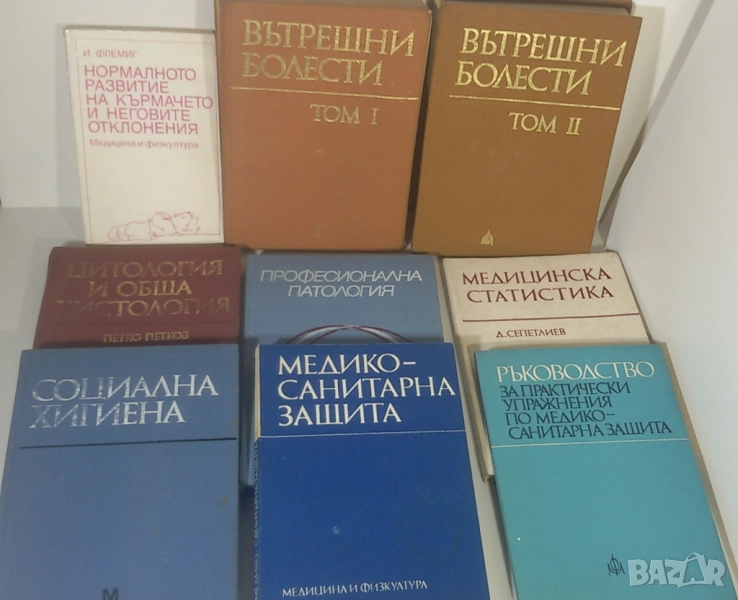 И. ФЛЕМИГ
НОРМАЛНОТО
РАЗВИТИЕ
НА КЪРМАЧЕТО
И НЕГОВИТЕ
ОТКЛОНЕНИЯ
Медицина и физкултура
ВЪТРЕШНИ
БОЛЕСТИ
ТОМ I
ВЪТРЕШНИ
БОЛЕСТИ
ТОМ II
ЦИТОЛОГИЯ
И ОБЩА
ХИСТОЛОГИЯ
ПЕТКО ПЕТКОВ
ПРОФЕСИОНАЛНА
ПАТОЛОГИЯ
МЕДИЦИНСКА
СТАТИСТИКА
Д. СЕПЕТЛИЕВ
СОЦИАЛНА
ХИГИЕНА
М
МЕДИКО-
САНИТАРНА
ЗАЩИТА
МЕДИЦИНА И ФИЗКУЛТУРА
РЪКОВОДСТВО
ЗА ПРАКТИЧЕСКИ
УПРАЖНЕНИЯ
ПО МЕДИКО-
САНИТАРНА ЗАЩИТА
BAZAR